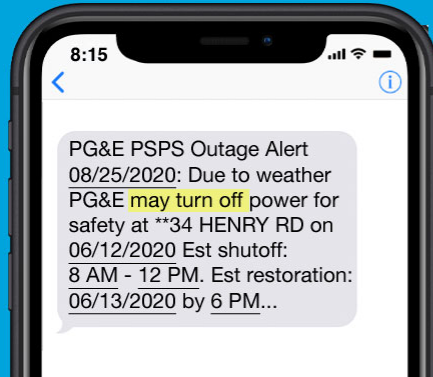 8:15
PG&E PSPS Outage Alert
08/25/2020: Due to weather
PG&E may turn off power for
safety at **34 HENRY RD on
06/12/2020 Est shutoff:
8 AM - 12 PM. Est restoration:
06/13/2020 by 6 PM...